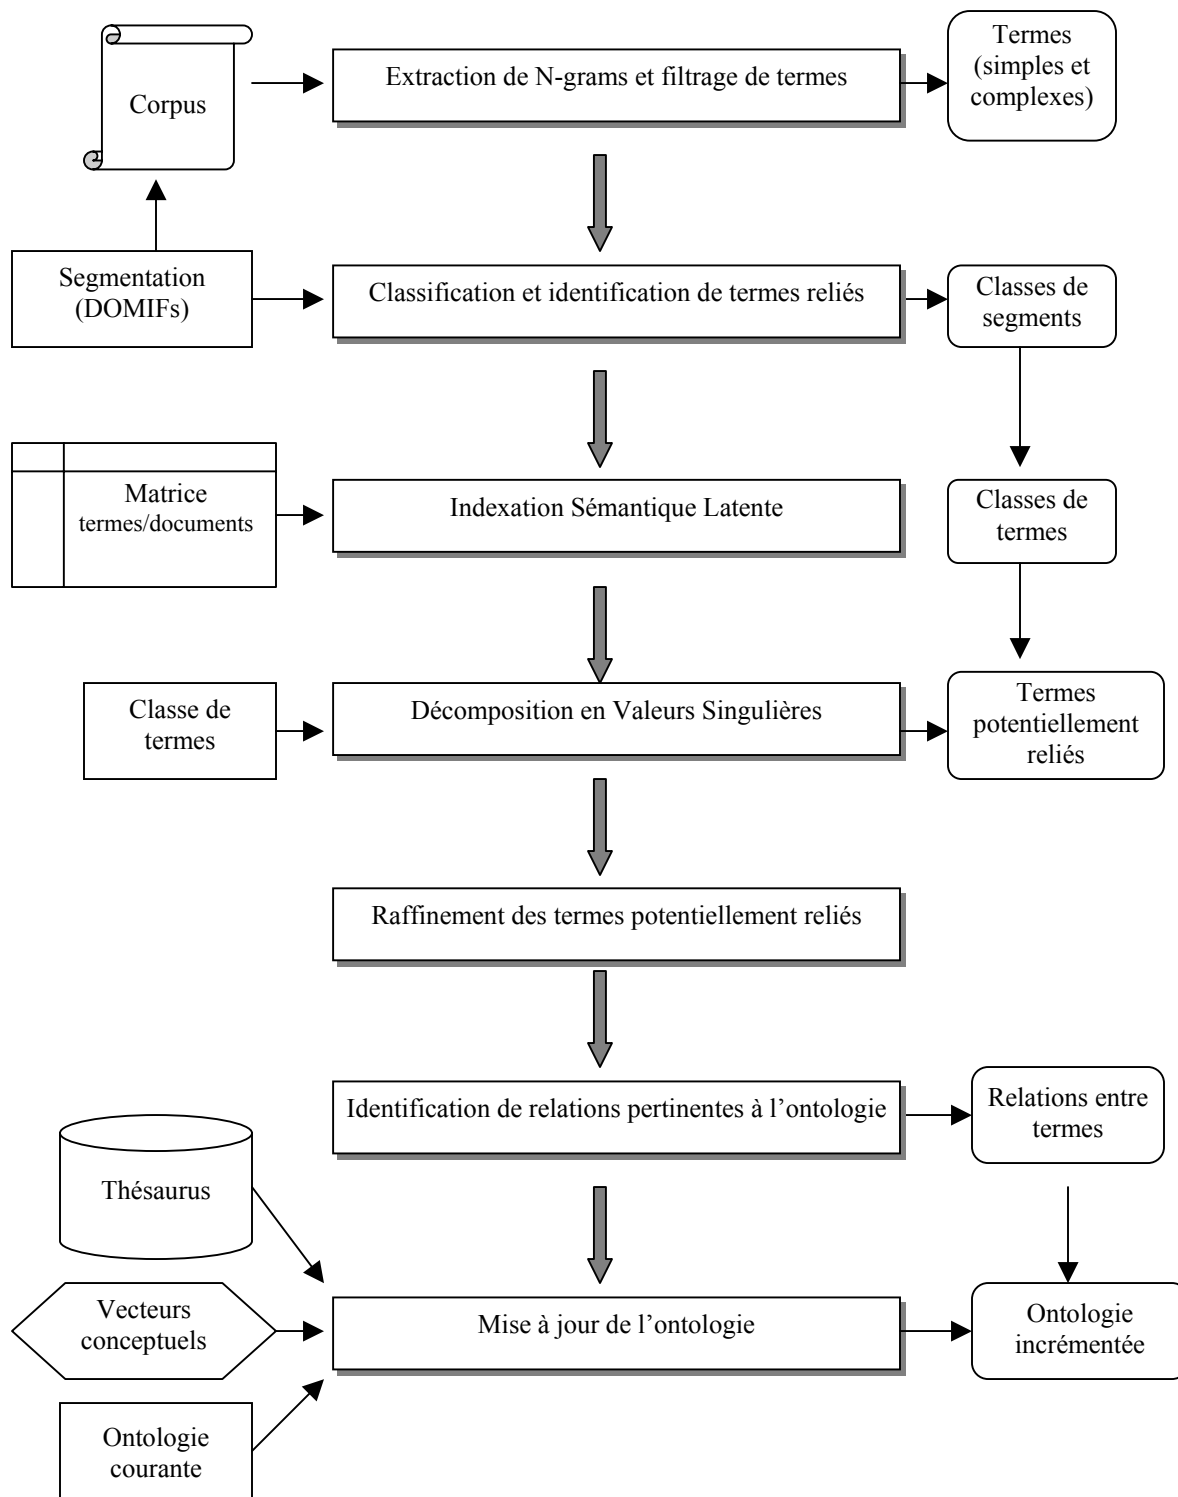 Corpus
Extraction de N-grams et filtrage de termes
Termes
(simples et
complexes)
Segmentation
(DOMIFs)
Classification et identification de termes reliés
Classes de
segments
Matrice
termes/documents
Indexation Sémantique Latente
Classes de
termes
Classe de
termes
Décomposition en Valeurs Singulières
Termes
potentiellement
reliés
Raffinement des termes potentiellement reliés
Identification de relations pertinentes à l’ontologie
Relations entre
termes
Thésaurus
Vecteurs
conceptuels
Mise à jour de l’ontologie
Ontologie
incrémentée
Ontologie
courante